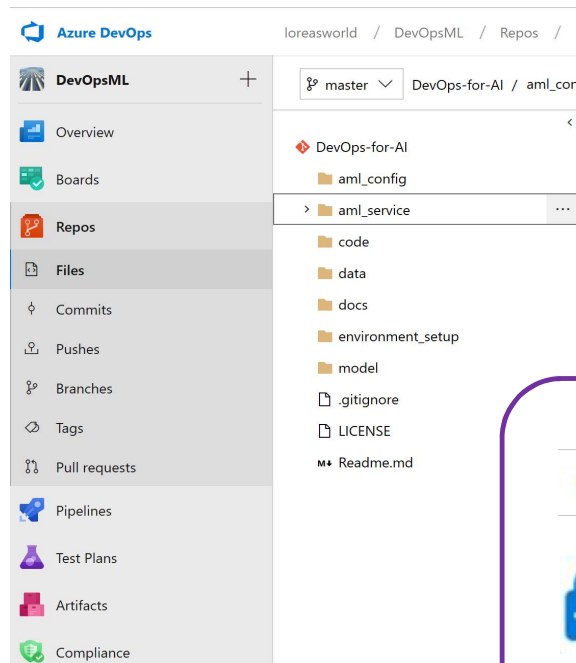 Azure DevOps
loreasworld / DevOpsML / Repos /
DevOpsML
master
DevOps-for-AI /
Overview
Boards
Repos
Files
Commits
Pushes
Branches
Tags
Pull requests
Pipelines
Test Plans
Artifacts
Compliance
DevOps-for-AI
aml_config
aml_service
code
data
docs
environment_setup
model
.gitignore
LICENSE
M↓ Readme.md